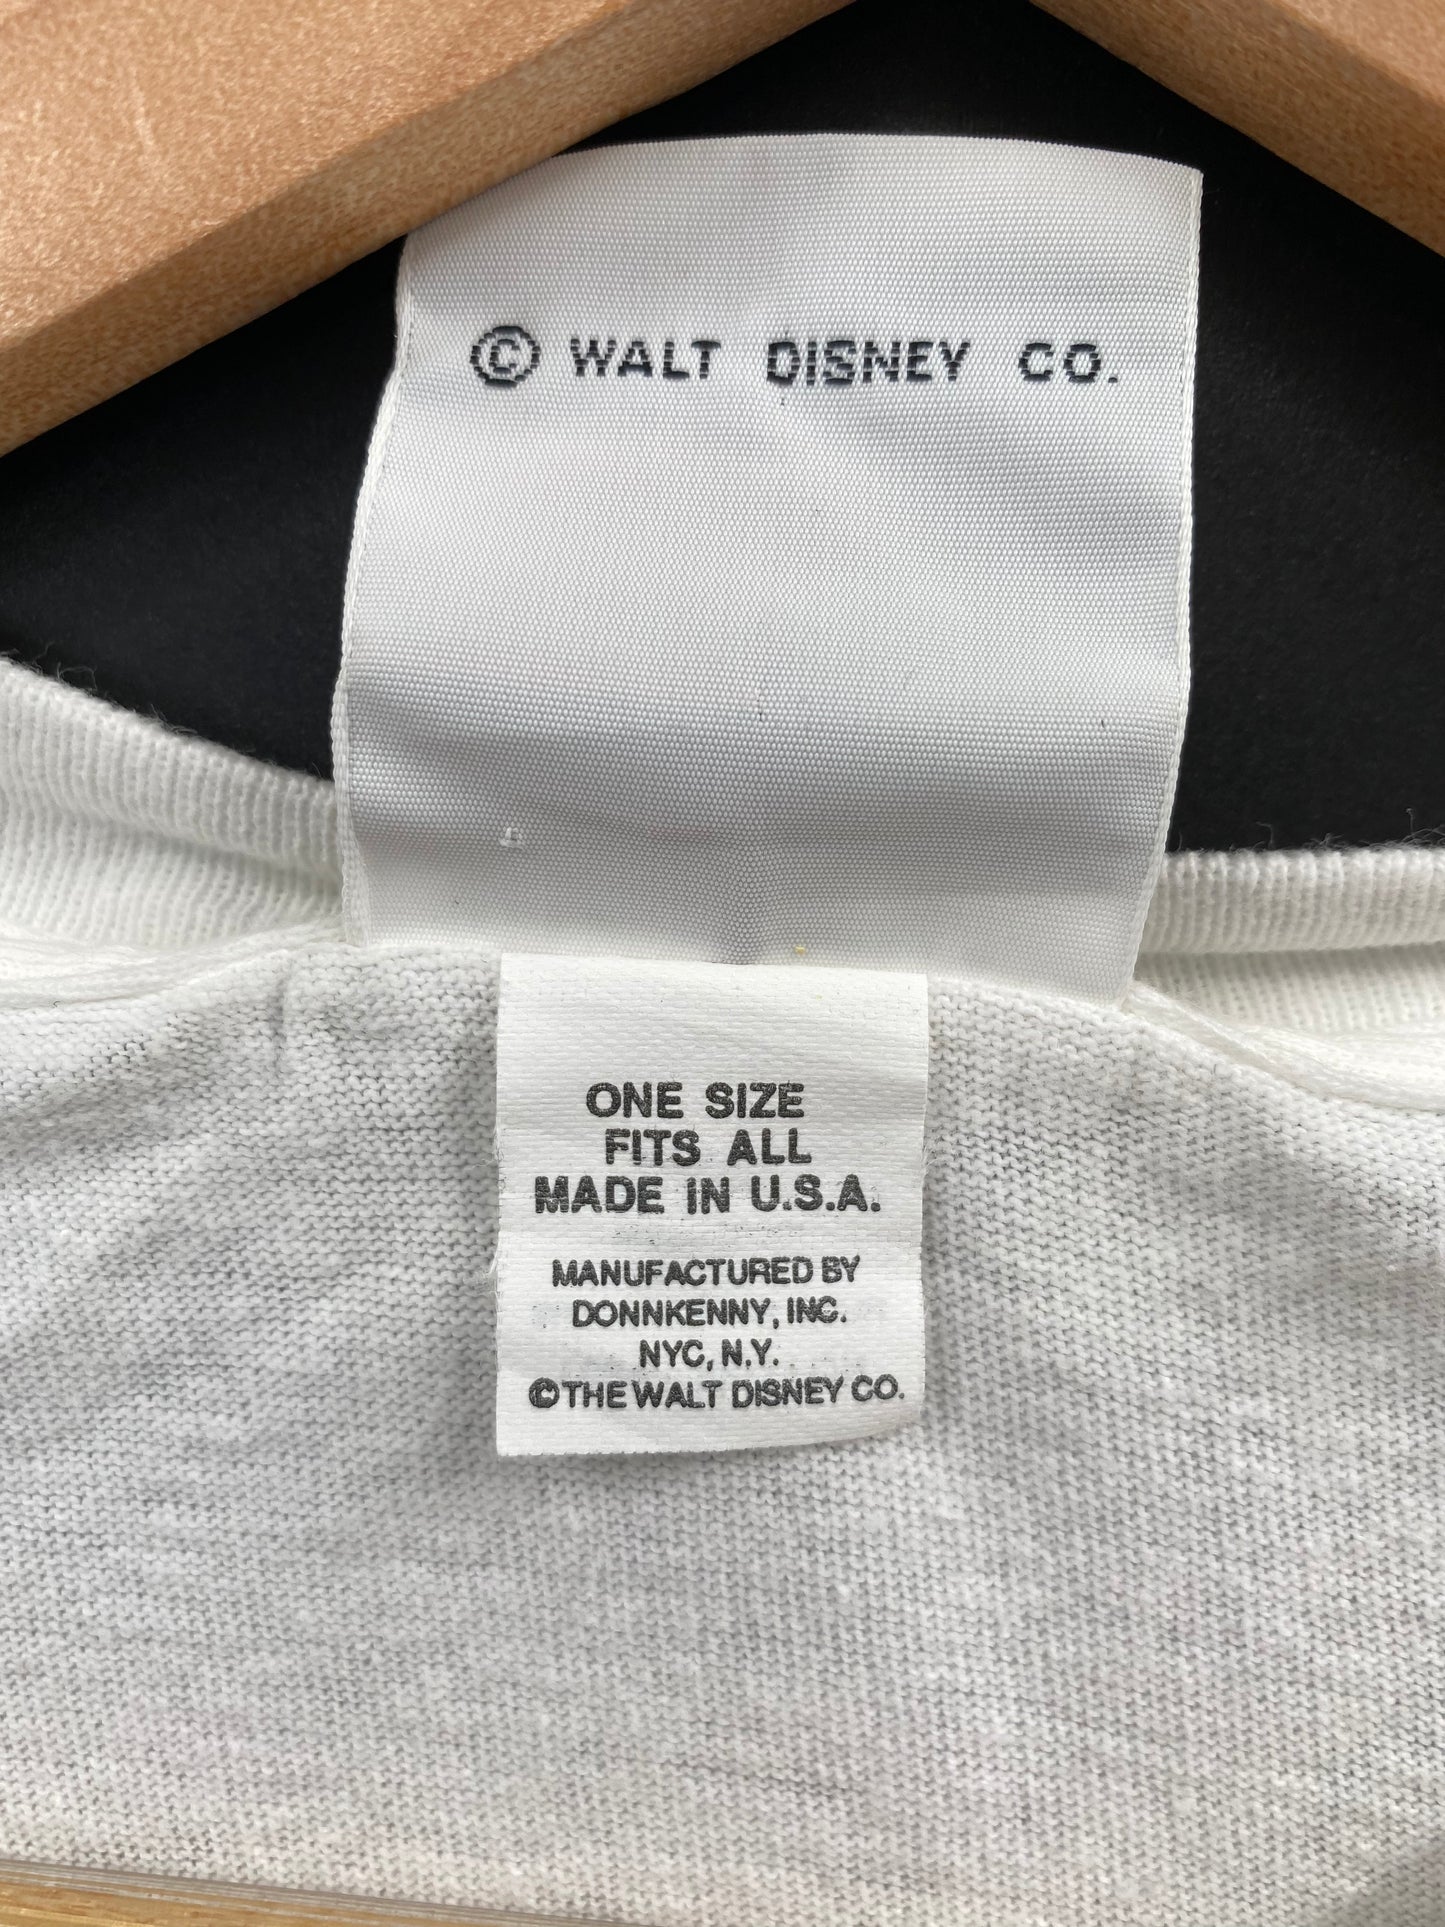 © WALT DISNEY CO.
ONE SIZE
FITS ALL
MADE IN U.S.A.
MANUFACTURED BY
DONNKENNY, INC.
NYC, N.Y.
© THE WALT DISNEY CO.